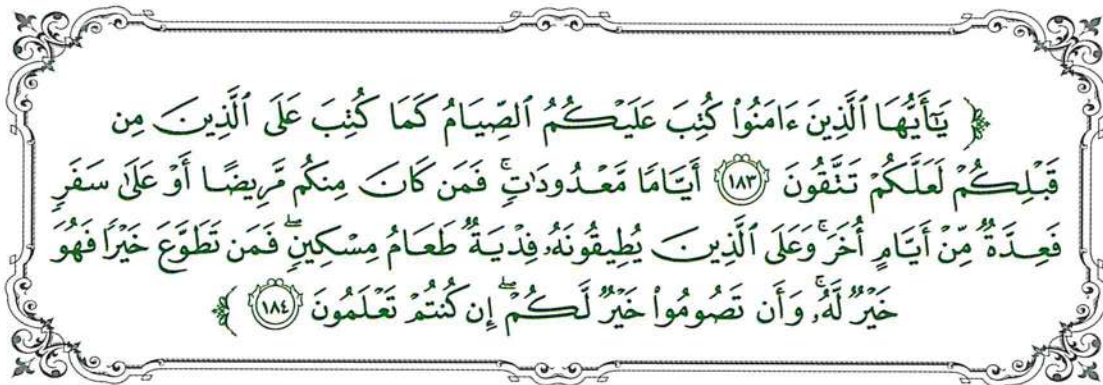 ﴿ يَٰٓأَيُّهَا ٱلَّذِينَ ءَامَنُواْ كُتِبَ عَلَيۡكُمُ ٱلصِّيَامُ كَمَا كُتِبَ عَلَى ٱلَّذِينَ مِن
قَبۡلِكُمۡ لَعَلَّكُمۡ تَتَّقُونَ ١٨٣ أَيَّامٗا مَّعۡدُودَٰتٖۚ فَمَن كَانَ مِنكُم مَّرِيضًا أَوۡ عَلَىٰ سَفَرٖ
فَعِدَّةٞ مِّنۡ أَيَّامٍ أُخَرَۚ وَعَلَى ٱلَّذِينَ يُطِيقُونَهُۥ فِدۡيَةٞ طَعَامُ مِسۡكِينٖۖ فَمَن تَطَوَّعَ خَيۡرٗا فَهُوَ
خَيۡرٞ لَّهُۥۚ وَأَن تَصُومُواْ خَيۡرٞ لَّكُمۡۖ إِن كُنتُمۡ تَعۡلَمُونَ ١٨٤ ﴾